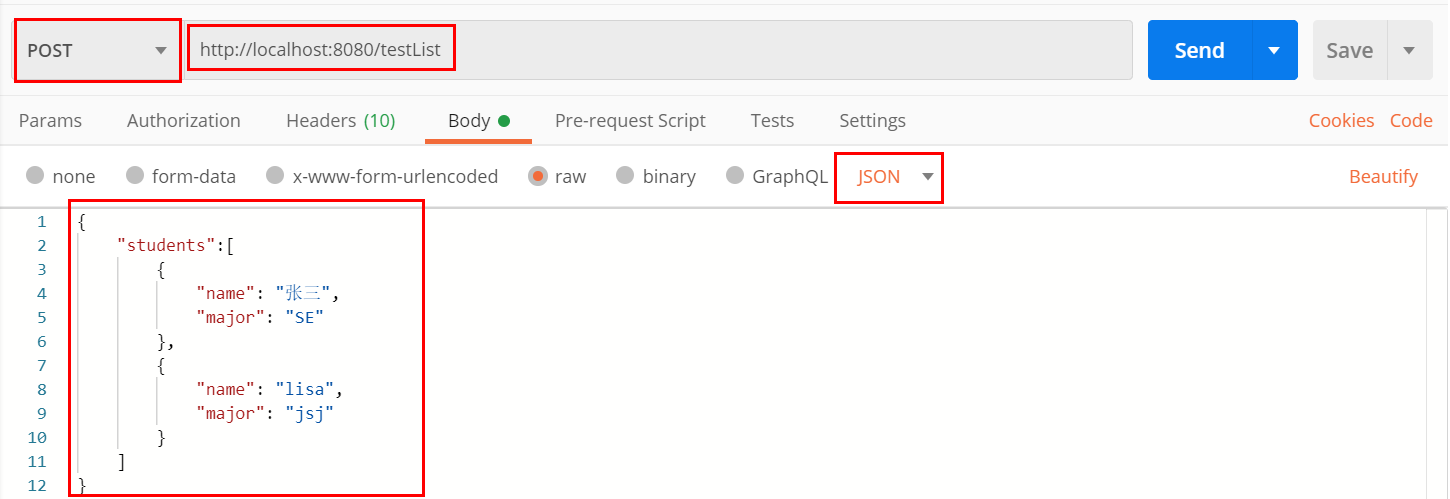 POST http://localhost:8080/testList Send Save
Params Authorization Headers (10) Body Pre-request Script Tests Settings Cookies Code
none form-data x-www-form-urlencoded raw binary GraphQL JSON Beautify
1 {
2 "students":[
3 {
4 "name": "张三",
5 "major": "SE"
6 },
7 {
8 "name": "lisa",
9 "major": "jsj"
10 }
11 ]
12 }